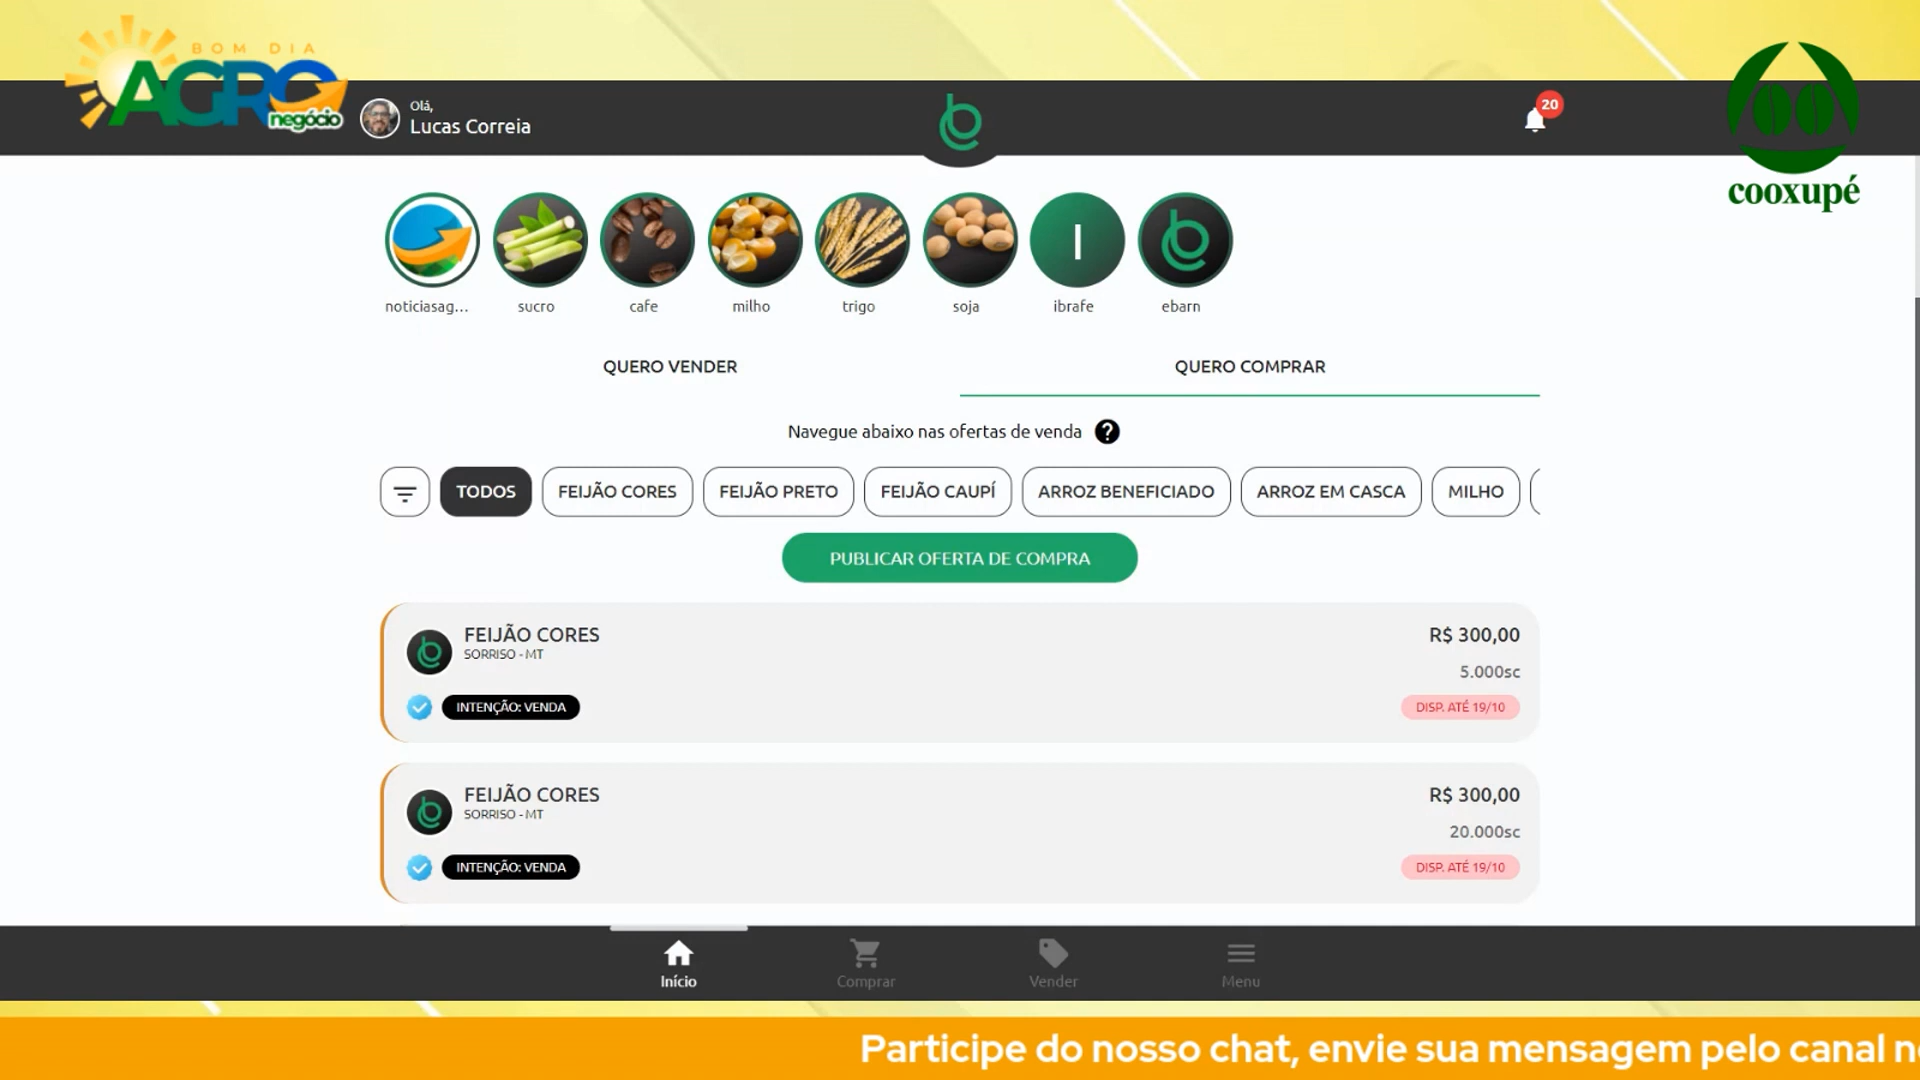 BOM DIA
AGRO
negócio
Olá,
Lucas Correia
20
cooxupé
noticiasag...
sucro
cafe
milho
trigo
soja
I
ibrafe
ebarn
QUERO VENDER
QUERO COMPRAR
Navegue abaixo nas ofertas de venda ?
TODOS
FEIJÃO CORES
FEIJÃO PRETO
FEIJÃO CAUPÍ
ARROZ BENEFICIADO
ARROZ EM CASCA
MILHO
PUBLICAR OFERTA DE COMPRA
FEIJÃO CORES
R$ 300,00
SORRISO - MT
5.000sc
INTENÇÃO: VENDA
DISP. ATÉ 19/10
FEIJÃO CORES
R$ 300,00
SORRISO - MT
20.000sc
INTENÇÃO: VENDA
DISP. ATÉ 19/10
Início
Comprar
Vender
Menu
Participe do nosso chat, envie sua mensagem pelo canal